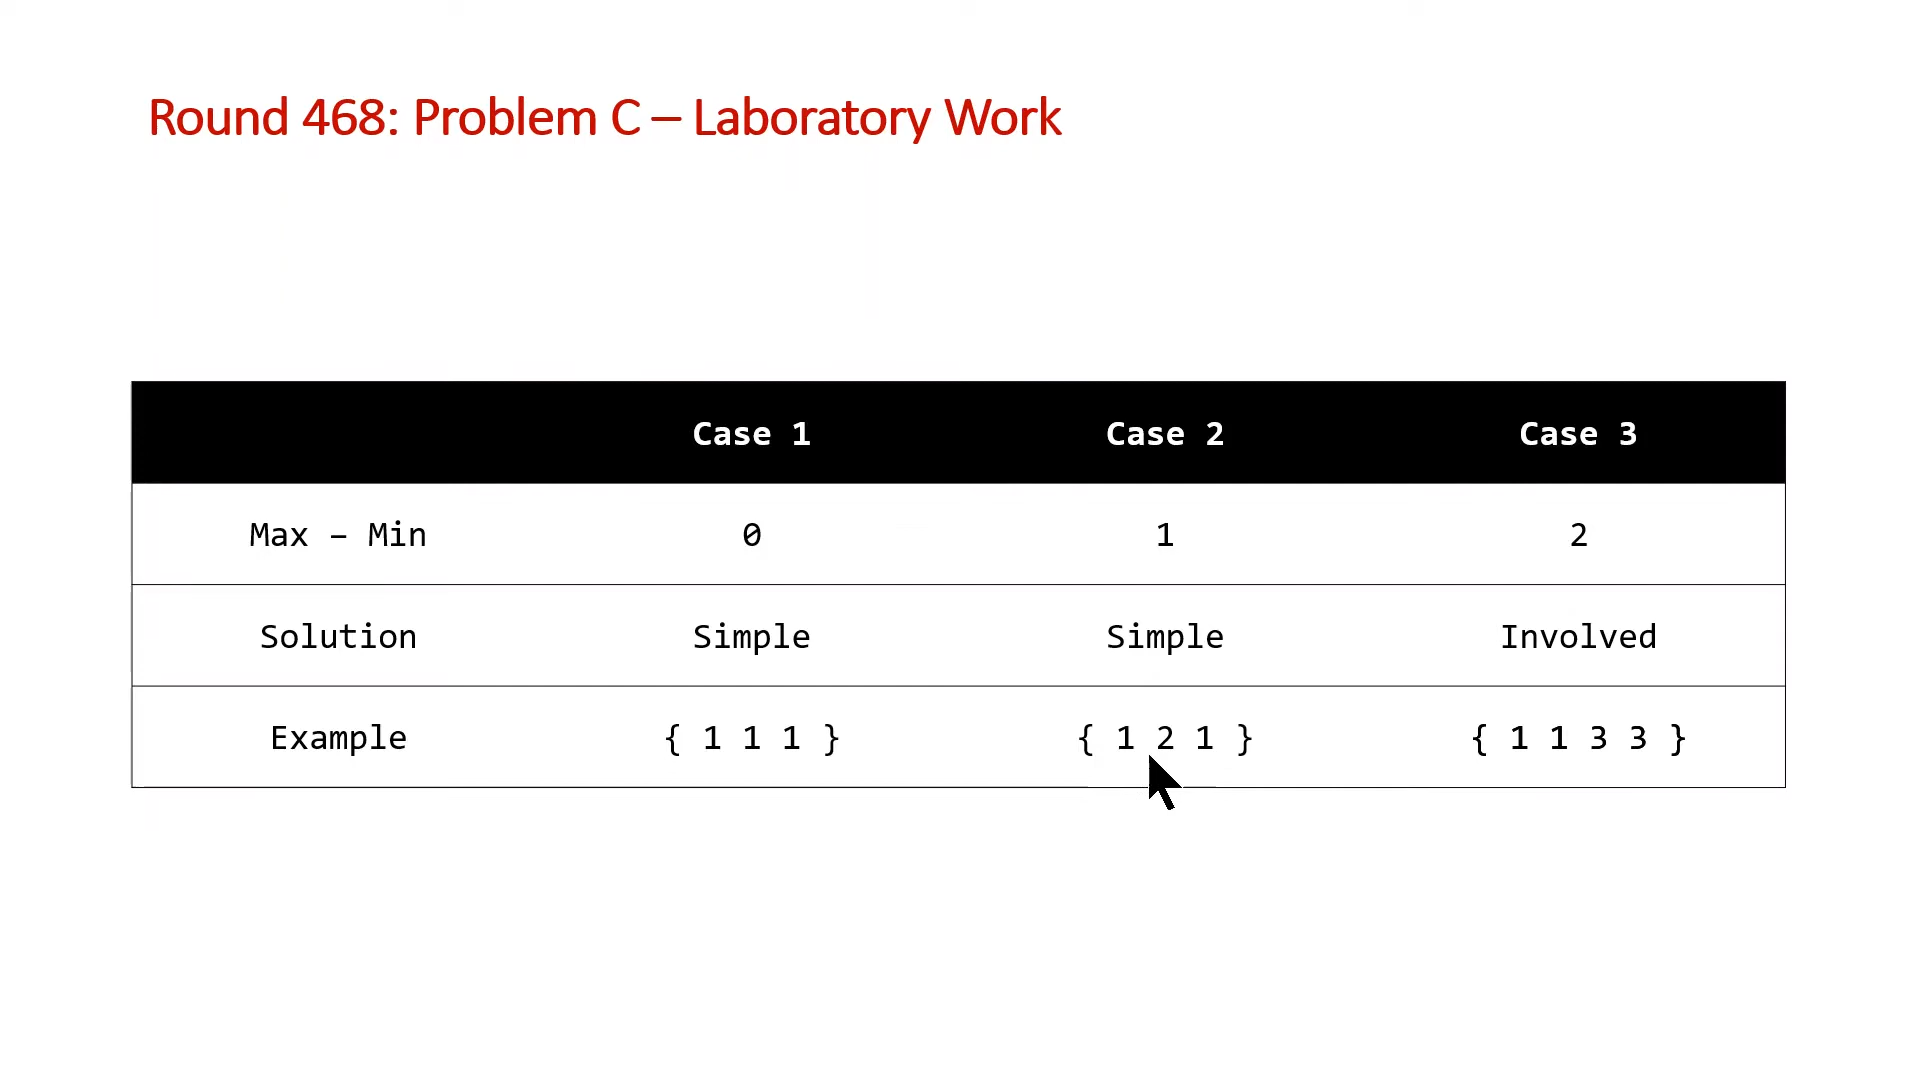 Round 468: Problem C – Laboratory Work
Case 1 Case 2 Case 3
Max – Min 0 1 2
Solution Simple Simple Involved
Example { 1 1 1 } { 1 2 1 } { 1 1 3 3 }